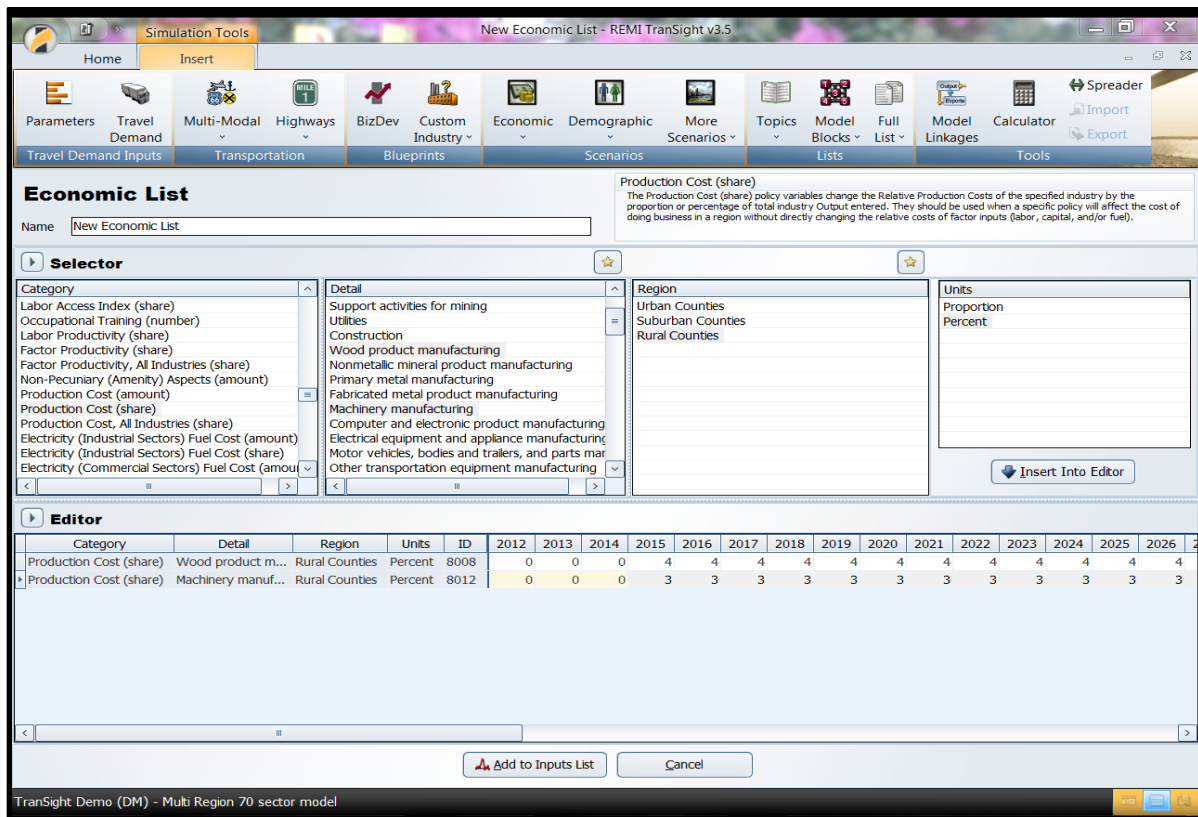 Simulation Tools
New Economic List - REMI TranSight v3.5
Home
Insert
Parameters
Travel Demand
Multi-Modal
Highways
BizDev
Custom Industry
Economic
Demographic
More Scenarios
Topics
Model Blocks
Full List
Model Linkages
Calculator
Spreader
Import
Export
Travel Demand Inputs
Transportation
Blueprints
Scenarios
Lists
Tools
Economic List
Name New Economic List
Production Cost (share)
The Production Cost (share) policy variables change the Relative Production Costs of the specified industry by the
proportion or percentage of total industry Output entered. They should be used when a specific policy will affect the cost of
doing business in a region without directly changing the relative costs of factor inputs (labor, capital, and/or fuel).
Selector
Category
Labor Access Index (share)
Occupational Training (number)
Labor Productivity (share)
Factor Productivity (share)
Factor Productivity, All Industries (share)
Non-Pecuniary (Amenity) Aspects (amount)
Production Cost (amount)
Production Cost (share)
Production Cost, All Industries (share)
Electricity (Industrial Sectors) Fuel Cost (amount)
Electricity (Industrial Sectors) Fuel Cost (share)
Electricity (Commercial Sectors) Fuel Cost (amou
Detail
Support activities for mining
Utilities
Construction
Wood product manufacturing
Nonmetallic mineral product manufacturing
Primary metal manufacturing
Fabricated metal product manufacturing
Machinery manufacturing
Computer and electronic product manufacturing
Electrical equipment and appliance manufacturing
Motor vehicles, bodies and trailers, and parts mar
Other transportation equipment manufacturing
Region
Urban Counties
Suburban Counties
Rural Counties
Units
Proportion
Percent
Insert Into Editor
Editor
Category Detail Region Units ID 2012 2013 2014 2015 2016 2017 2018 2019 2020 2021 2022 2023 2024 2025 2026 2
Production Cost (share) Wood product m... Rural Counties Percent 8008 0 0 0 4 4 4 4 4 4 4 4 4 4 4 4
Production Cost (share) Machinery manuf... Rural Counties Percent 8012 0 0 0 3 3 3 3 3 3 3 3 3 3 3 3
Add to Inputs List
Cancel
TranSight Demo (DM) - Multi Region 70 sector model